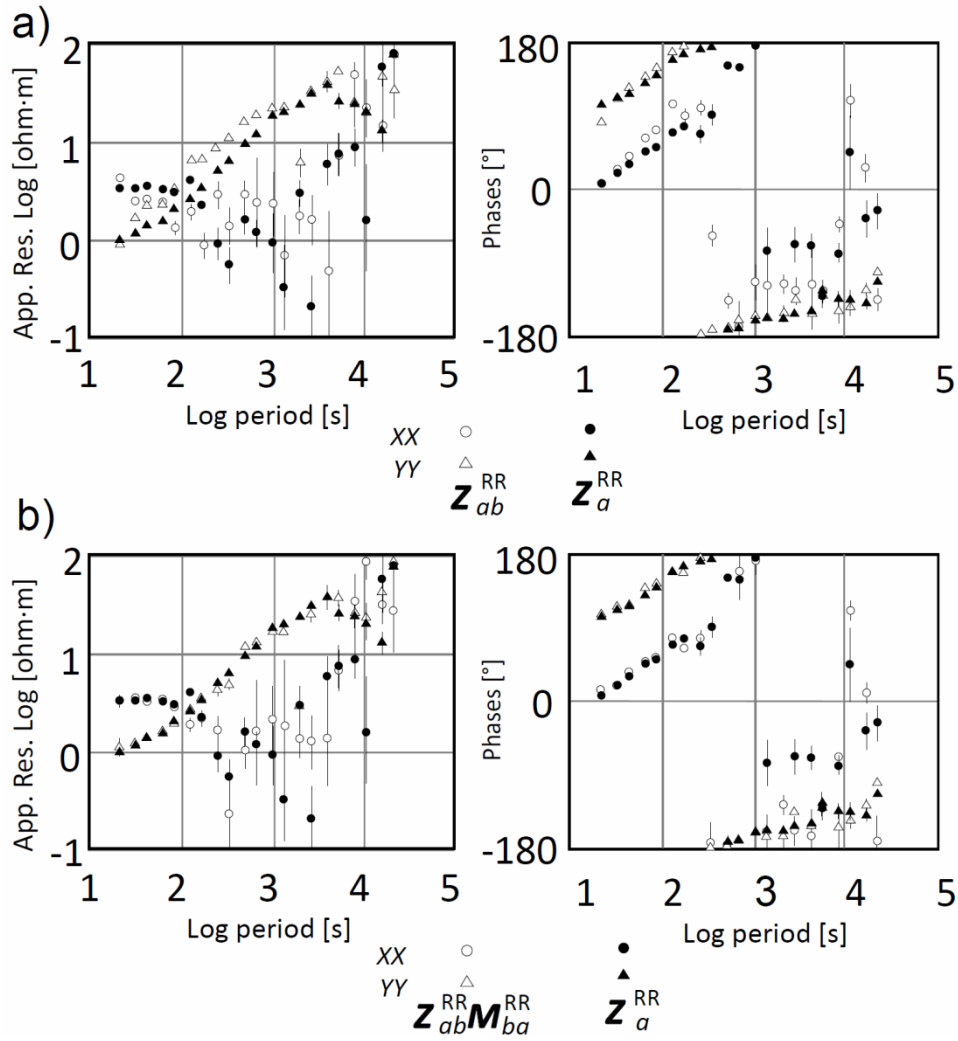 a)
App. Res. Log [ohm·m]
2
1
0
-1
1 2 3 4 5
Log period [s]
Phases [°]
180
0
-180
1 2 3 4 5
Log period [s]
XX ○ ●
YY △ ▲
Z_ab^RR Z_a^RR
b)
App. Res. Log [ohm·m]
2
1
0
-1
1 2 3 4 5
Log period [s]
Phases [°]
180
0
-180
1 2 3 4 5
Log period [s]
XX ○ ●
YY △ ▲
Z_ab^RR M_ba^RR Z_a^RR